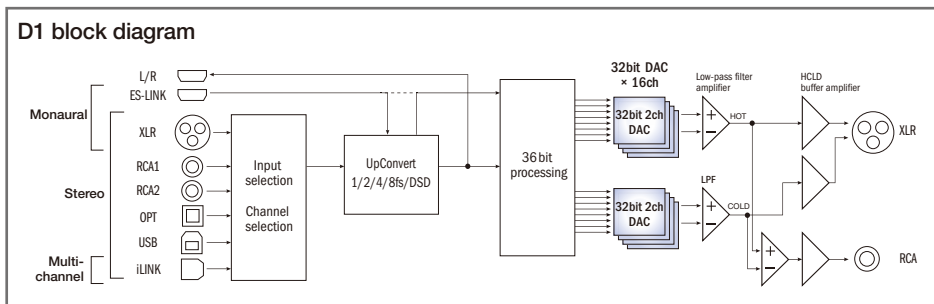 D1 block diagram
L/R
ES-LINK
Monaural
XLR
RCA1
Stereo
RCA2
OPT
USB
Multi-
channel
iLINK
Input
selection
Channel
selection
UpConvert
1/2/4/8fs/DSD
36bit
processing
32bit DAC
× 16ch
32bit 2ch
DAC
32bit 2ch
DAC
Low-pass filter
amplifier
+
−
HOT
LPF
+
−
COLD
+
−
HCLD
buffer amplifier
XLR
RCA